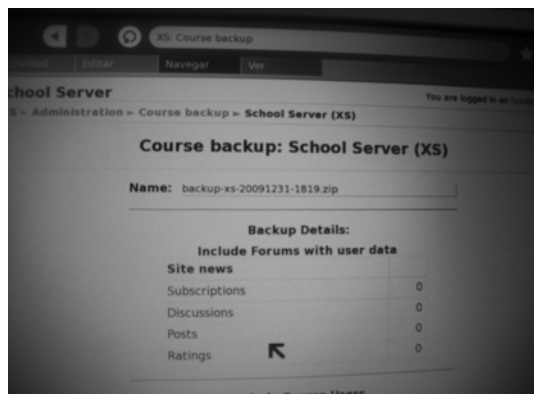 XS: Course backup
Editar Navegar Ver
chool Server
You are logged in as
S ► Administration ► Course backup ► School Server (XS)
Course backup: School Server (XS)
Name: backup-xs-20091231-1819.zip
Backup Details:
Include Forums with user data
Site news
Subscriptions 0
Discussions 0
Posts 0
Ratings 0